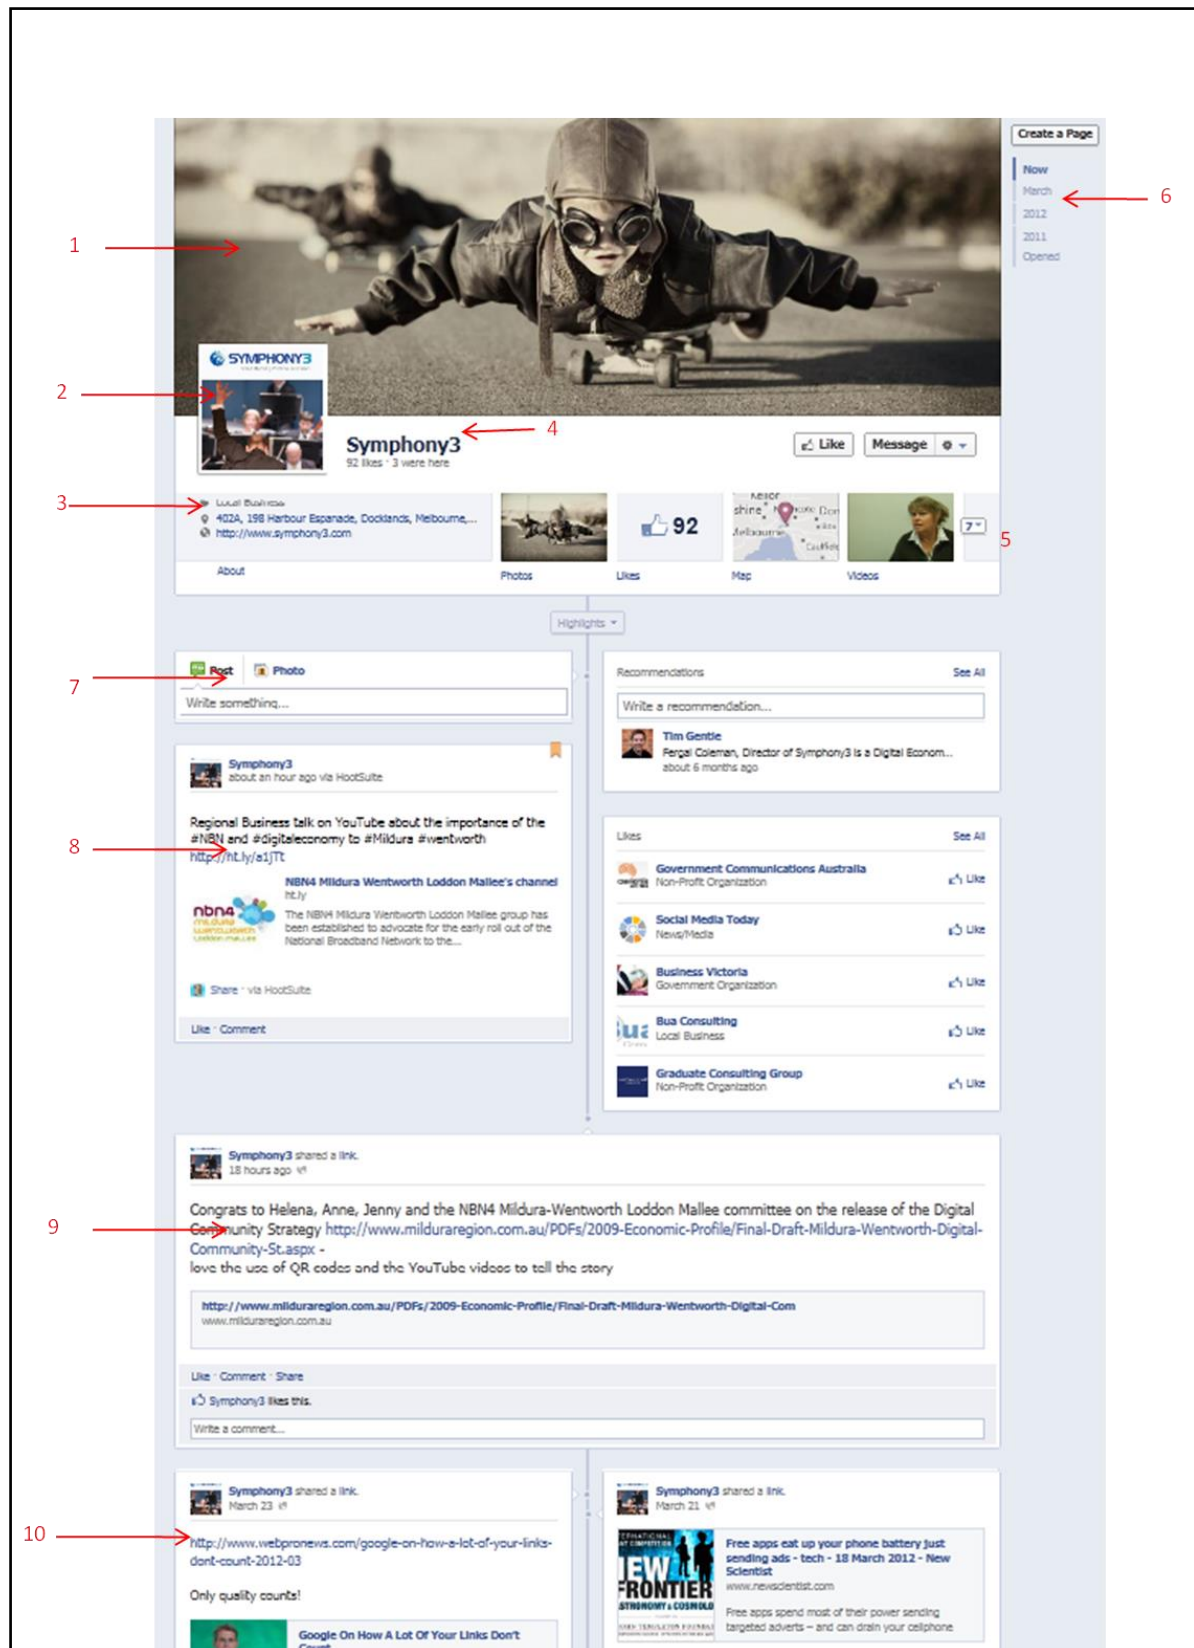 Create a Page
Now
March
2012
2011
Opened
6
1
SYMPHONY3
2
4
Symphony3
92 likes · 3 were here
Like
Message
3
Local Business
402A, 198 Harbour Espanade, Docklands, Melbourne,...
http://www.symphony3.com
About
Photos
92
Likes
Map
Videos
7
5
Highlights
7
Post
Photo
Write something...
Recommendations
See All
Write a recommendation...
Tim Gentle
Fergal Coleman, Director of Symphony3 is a Digital Econom...
about 6 months ago
8
Symphony3
about an hour ago via HootSuite
Regional Business talk on YouTube about the importance of the
#NBN and #digitaleconomy to #Mildura #wentworth
http://ht.ly/a1jTt
NBN4 Mildura Wentworth Loddon Mallee's channel
ht.ly
nbn4
mildura
wentworth
loddon mallee
The NBN4 Mildura Wentworth Loddon Mallee group has
been established to advocate for the early roll out of the
National Broadband Network to the...
Share · via HootSuite
Like · Comment
Likes
See All
Government Communications Australia
Non-Profit Organization
Like
Social Media Today
News/Media
Like
Business Victoria
Government Organization
Like
Bua Consulting
Local Business
Like
Graduate Consulting Group
Non-Profit Organization
Like
9
Symphony3 shared a link.
18 hours ago
Congrats to Helena, Anne, Jenny and the NBN4 Mildura-Wentworth Loddon Mallee committee on the release of the Digital
Community Strategy http://www.milduraregion.com.au/PDFs/2009-Economic-Profile/Final-Draft-Mildura-Wentworth-Digital-
Community-St.aspx -
love the use of QR codes and the YouTube videos to tell the story
http://www.milduraregion.com.au/PDFs/2009-Economic-Profile/Final-Draft-Mildura-Wentworth-Digital-Com
www.milduraregion.com.au
Like · Comment · Share
Symphony3 likes this.
Write a comment...
10
Symphony3 shared a link.
March 23
http://www.webpronews.com/google-on-how-a-lot-of-your-links-
dont-count-2012-03
Only quality counts!
Google On How A Lot Of Your Links Don't
Count
Symphony3 shared a link.
March 21
NEW
FRONTIER
ASTRONOMY & COSMOLO
Free apps eat up your phone battery just
sending ads - tech - 18 March 2012 - New
Scientist
www.newscientist.com
Free apps spend most of their power sending
targeted adverts – and can drain your cellphone